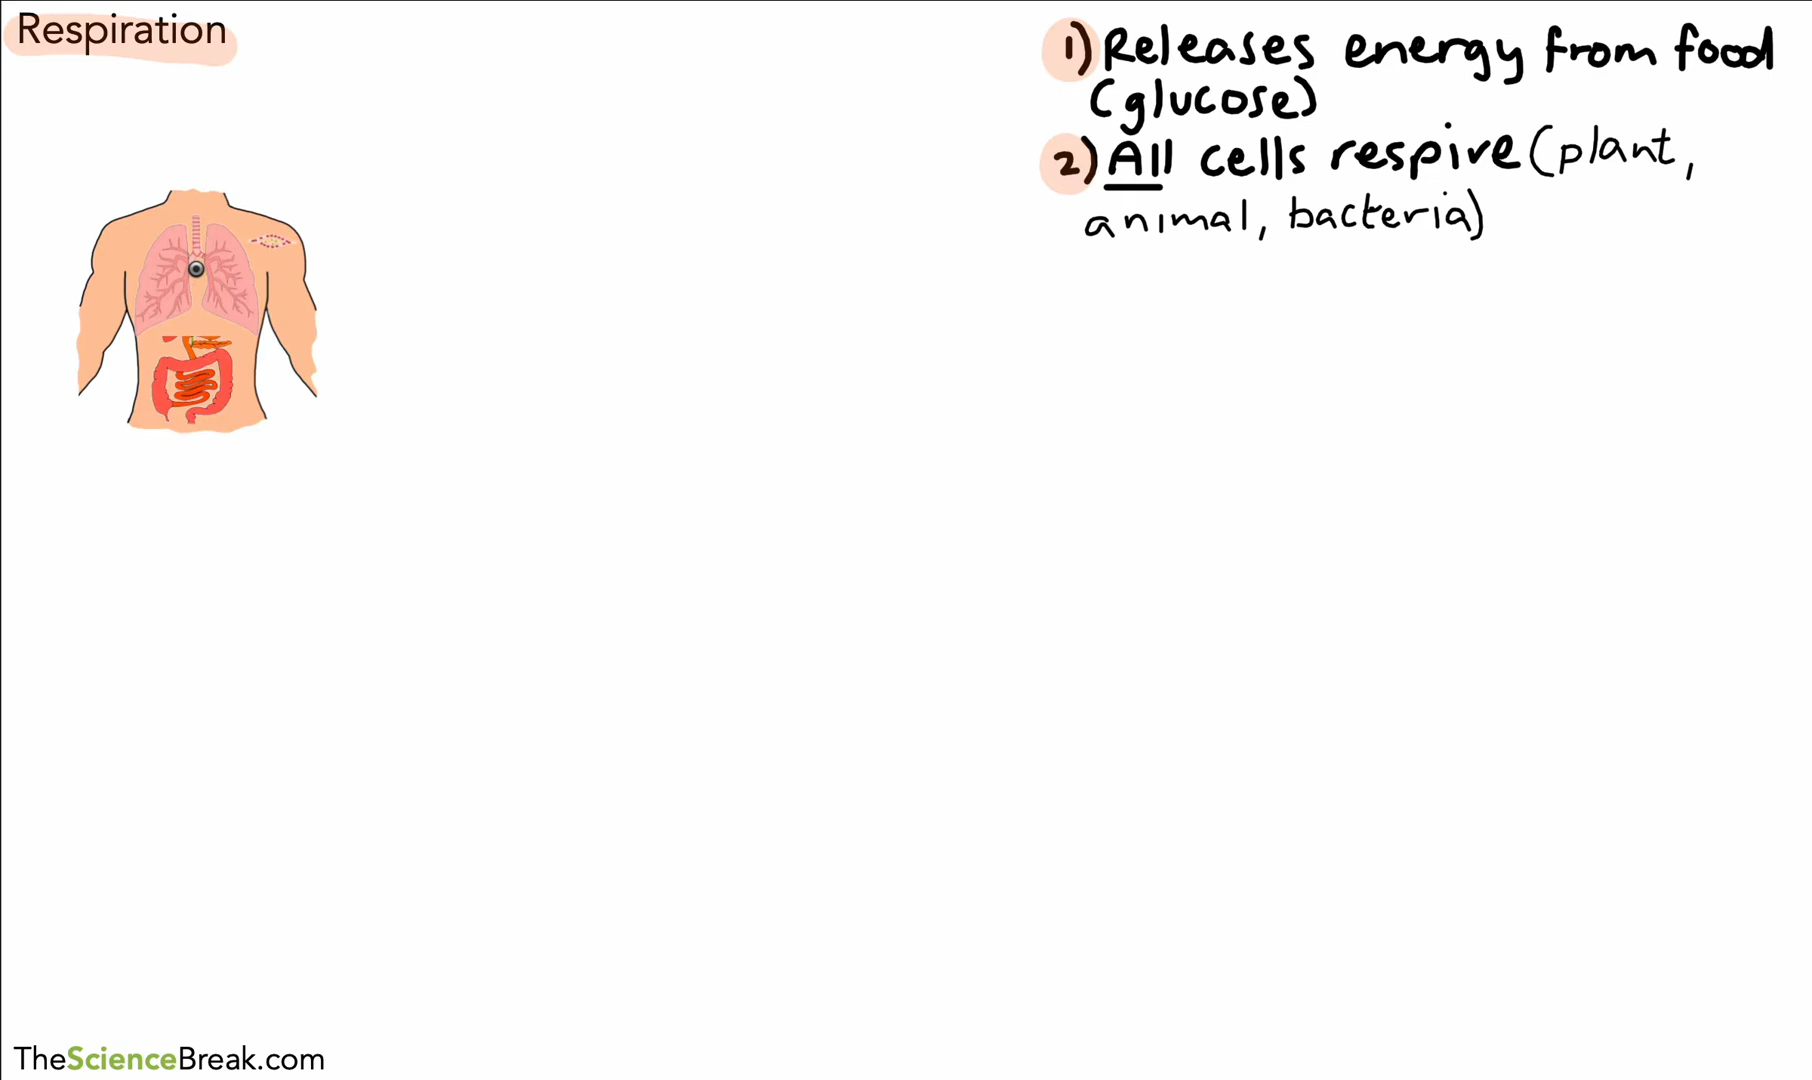 Respiration
1) Releases energy from food
(glucose)
2) All cells respire (plant,
animal, bacteria)
TheScienceBreak.com